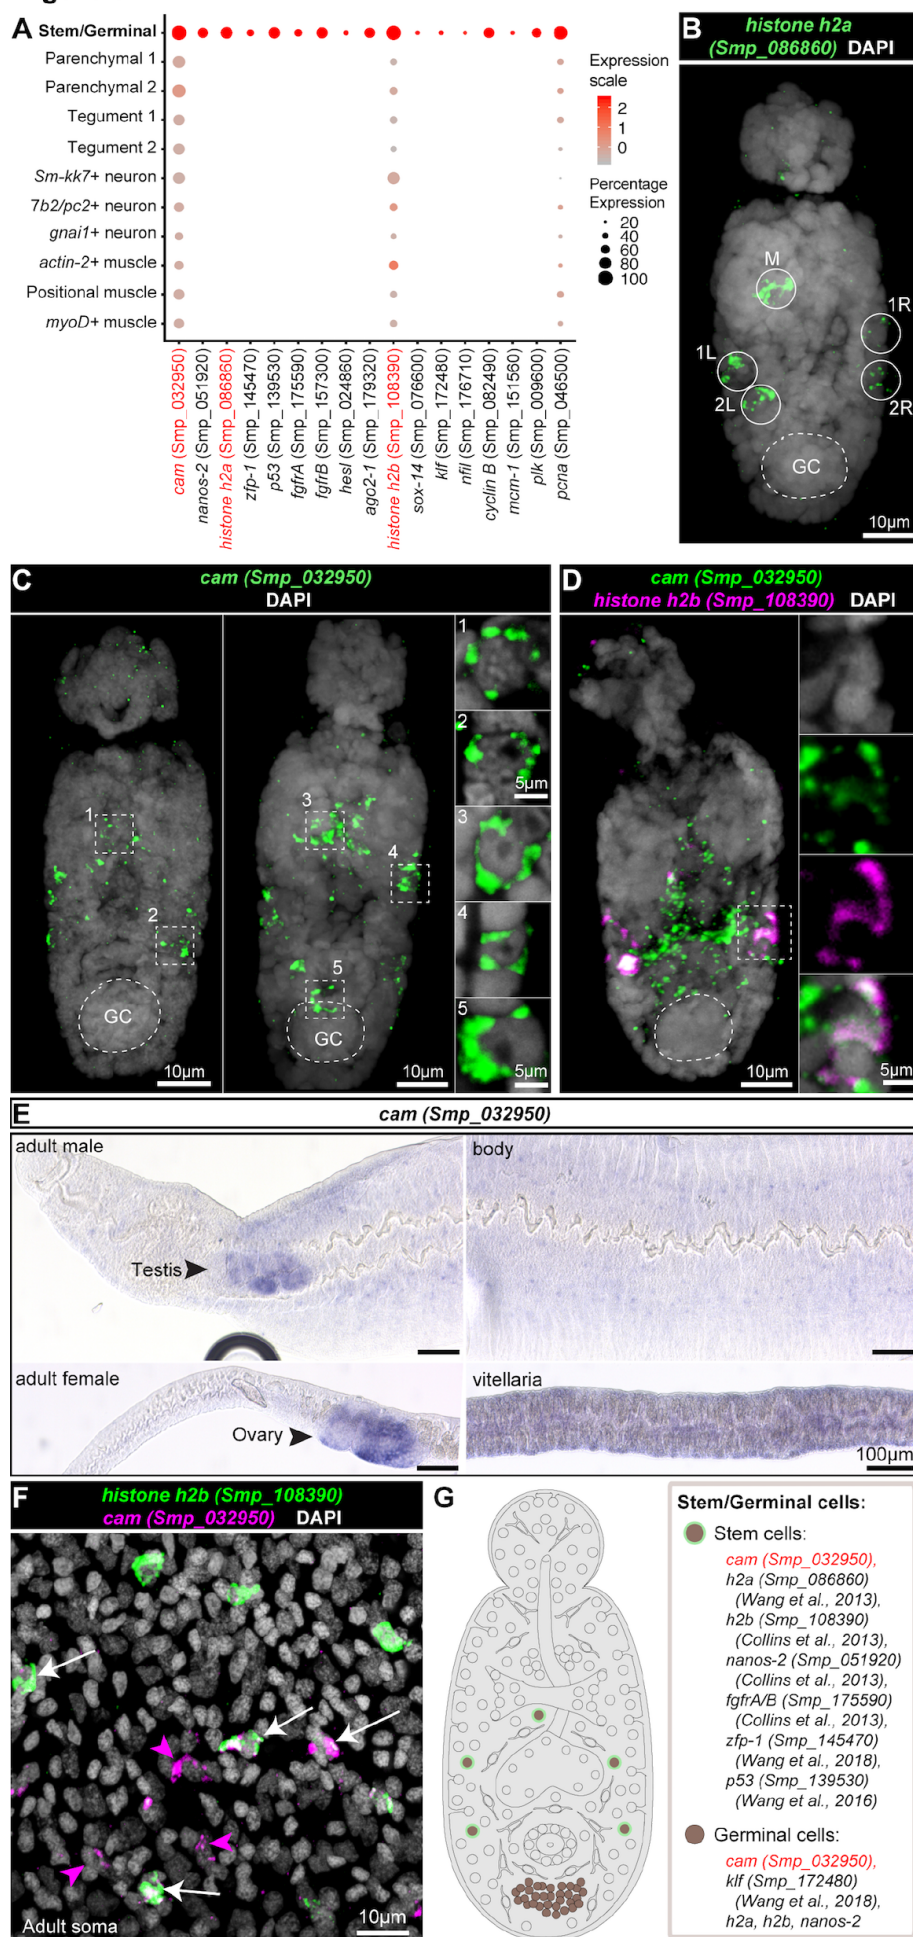 A
Stem/Germinal
Parenchymal 1
Parenchymal 2
Tegument 1
Tegument 2
Sm-kk7+ neuron
7b2/pc2+ neuron
gnai1+ neuron
actin-2+ muscle
Positional muscle
myoD+ muscle
cam (Smp_032950)
nanos-2 (Smp_051920)
histone h2a (Smp_086860)
zfp-1 (Smp_145470)
p53 (Smp_139530)
fgfrA (Smp_175590)
fgfrB (Smp_157300)
hesl (Smp_024860)
ago2-1 (Smp_179320)
histone h2b (Smp_108390)
sox-14 (Smp_076600)
klf (Smp_172480)
nfil (Smp_176710)
cyclin B (Smp_082490)
mcm-1 (Smp_151560)
plk (Smp_009600)
pcna (Smp_046500)
Expression
scale
2
1
0
Percentage
Expression
20
40
60
80
100
B
histone h2a
(Smp_086860) DAPI
M
1R
1L
2L
2R
GC
10µm
C
cam (Smp_032950)
DAPI
1
2
GC
10µm
3
4
5
GC
10µm
1
2
5µm
3
4
5
5µm
D
cam (Smp_032950)
histone h2b (Smp_108390) DAPI
10µm
5µm
E
cam (Smp_032950)
adult male
Testis
body
adult female
Ovary
vitellaria
100µm
F
histone h2b (Smp_108390)
cam (Smp_032950) DAPI
Adult soma
10µm
G
Stem/Germinal cells:
Stem cells:
cam (Smp_032950),
h2a (Smp_086860)
(Wang et al., 2013),
h2b (Smp_108390)
(Collins et al., 2013),
nanos-2 (Smp_051920)
(Collins et al., 2013),
fgfrA/B (Smp_175590)
(Collins et al., 2013),
zfp-1 (Smp_145470)
(Wang et al., 2018),
p53 (Smp_139530)
(Wang et al., 2016)
Germinal cells:
cam (Smp_032950),
klf (Smp_172480)
(Wang et al., 2018),
h2a, h2b, nanos-2